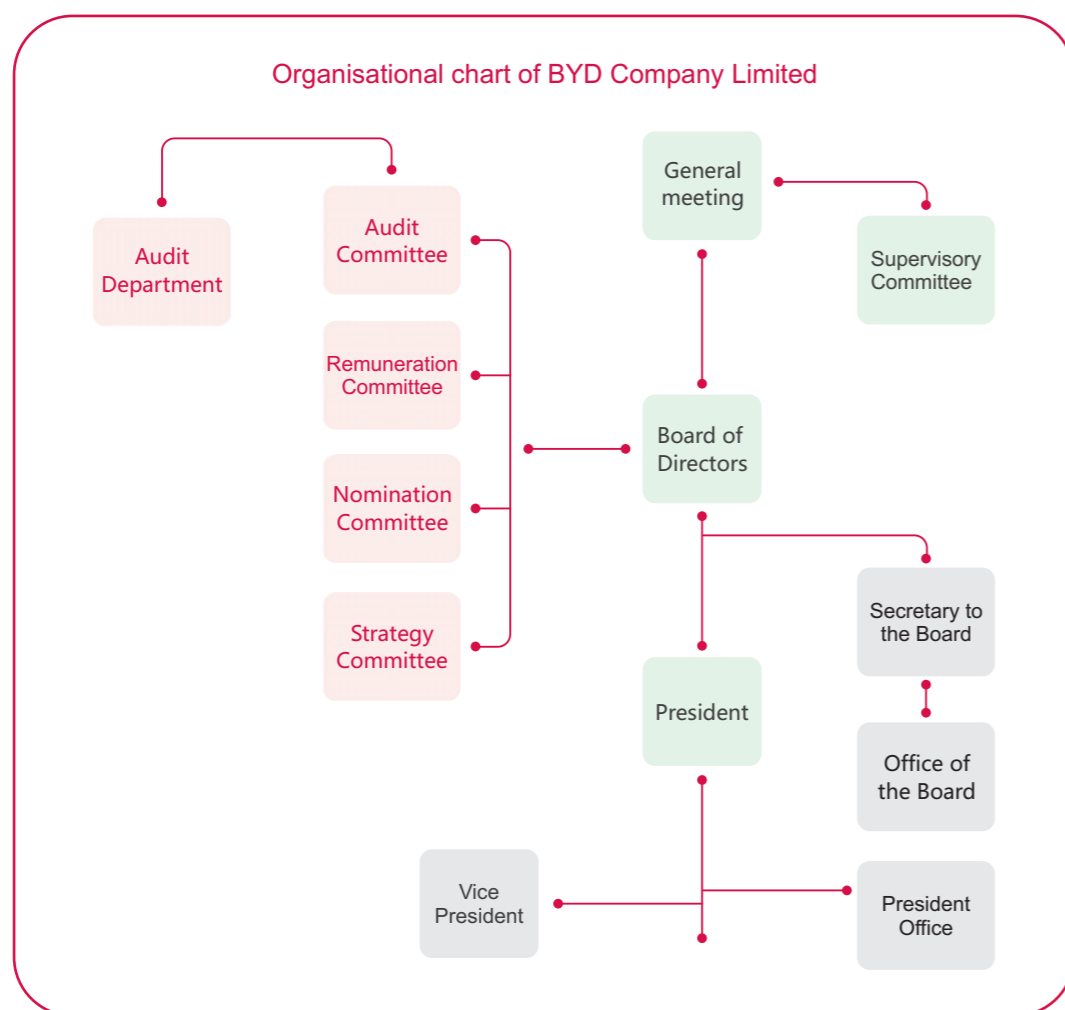 Organisational chart of BYD Company Limited
General
meeting
Audit
Committee
Audit
Department
Supervisory
Committee
Remuneration
Committee
Board of
Directors
Nomination
Committee
Secretary to
the Board
Strategy
Committee
President
Office of
the Board
Vice
President
President
Office